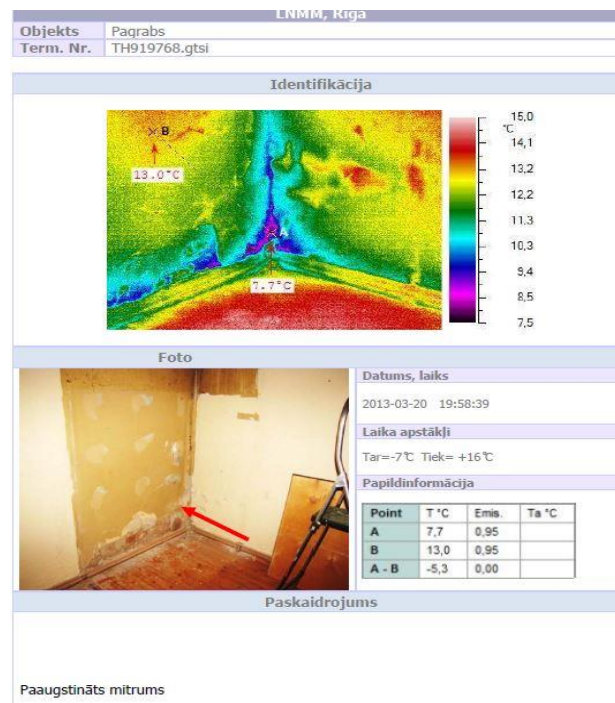 LNMM, Rīga
Objekts Pagrabs
Term. Nr. TH919768.gtsi
Identifikācija
B
13.0°C
A
7.7°C
15,0
°C
14,1
13,2
12,2
11,3
10,3
9,4
8,5
7,5
Foto
Datums, laiks
2013-03-20 19:58:39
Laika apstākļi
Tar=-7℃ Tiek= +16℃
Papildinformācija
Point T °C Emis. Ta °C
A 7,7 0,95
B 13,0 0,95
A - B -5,3 0,00
Paskaidrojums
Paaugstināts mitrums